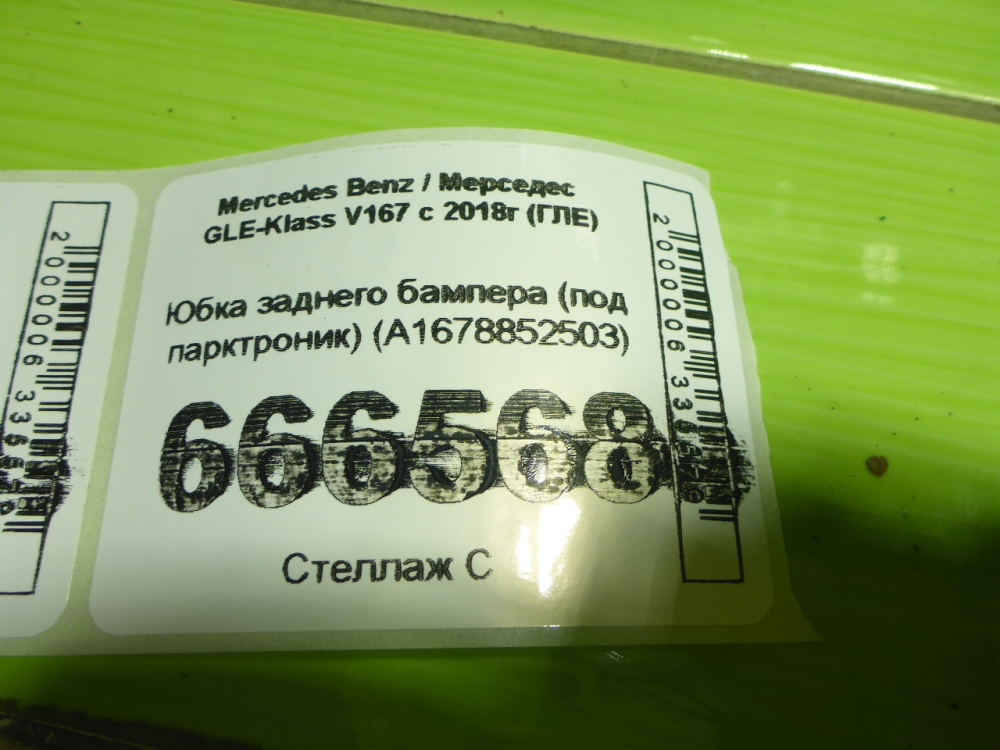 Mercedes Benz / Мерседес
GLE-Klass V167 с 2018г (ГЛЕ)
Юбка заднего бампера (под
парктроник) (A1678852503)
666568
Стеллаж С